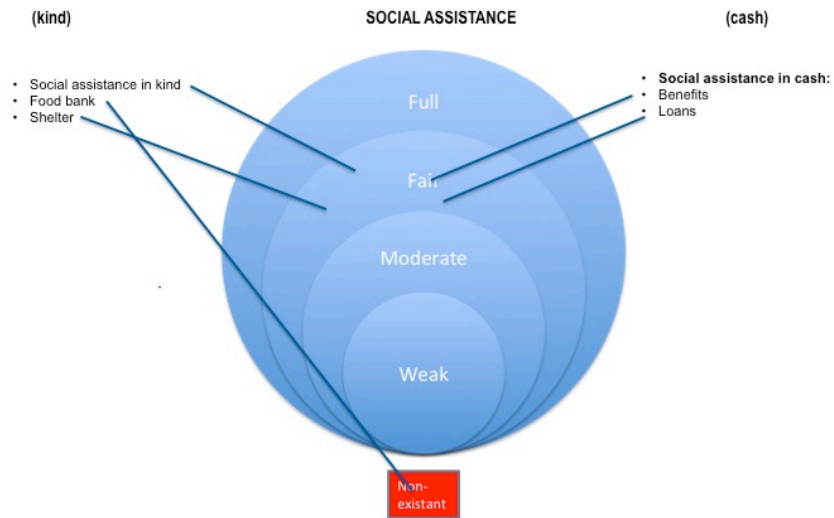 (kind)
SOCIAL ASSISTANCE
(cash)
• Social assistance in kind
• Food bank
• Shelter
• Social assistance in cash:
• Benefits
• Loans
Full
Fair
Moderate
Weak
Non-
existant